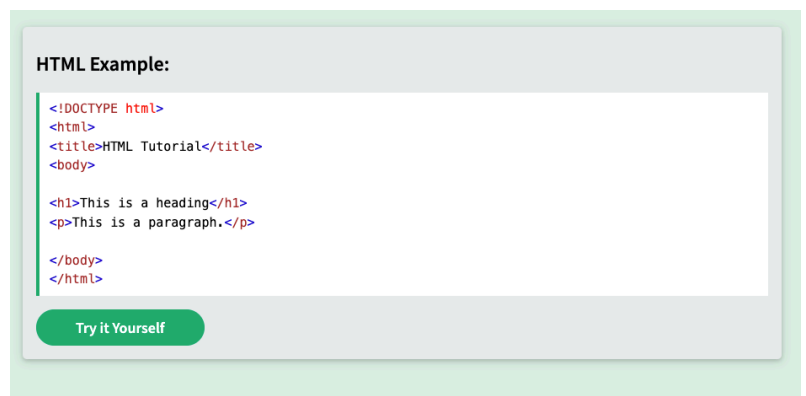 HTML Example:
<!DOCTYPE html>
<html>
<title>HTML Tutorial</title>
<body>
<h1>This is a heading</h1>
<p>This is a paragraph.</p>
</body>
</html>
Try it Yourself